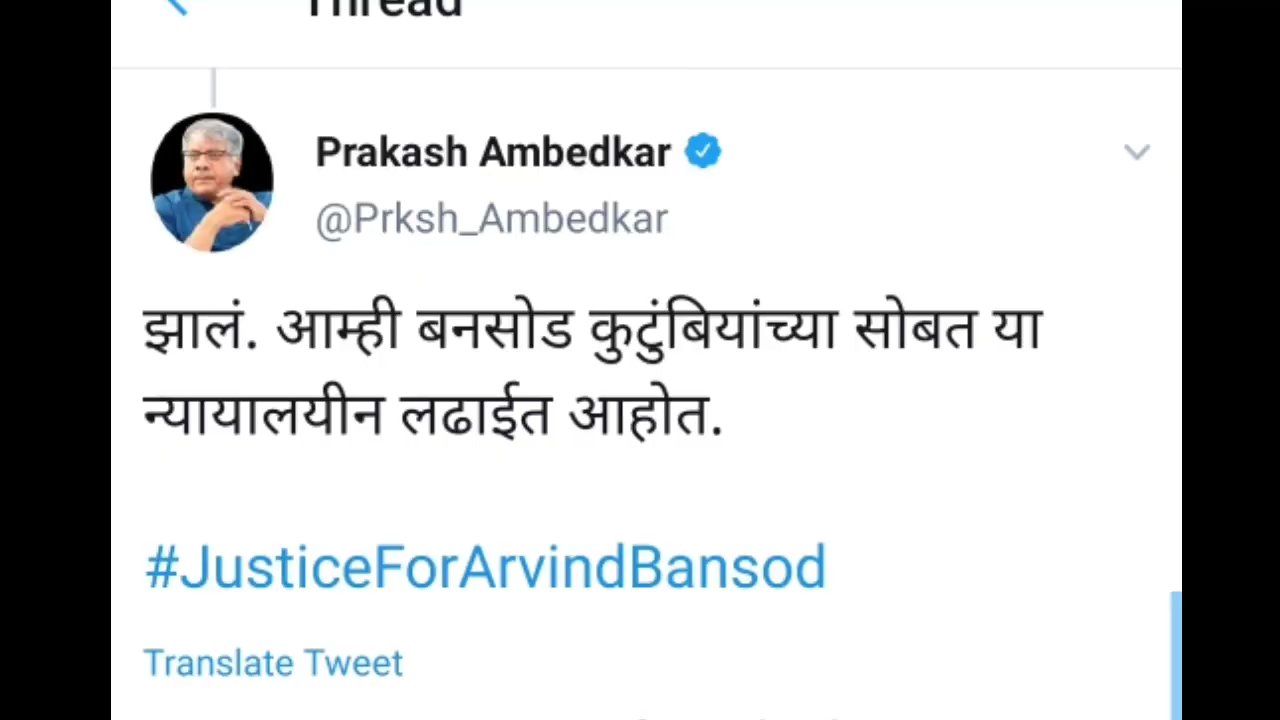 Thread
Prakash Ambedkar
@Prksh_Ambedkar
झालं. आम्ही बनसोड कुटुंबियांच्या सोबत या
न्यायालयीन लढाईत आहोत.
#JusticeForArvindBansod
Translate Tweet